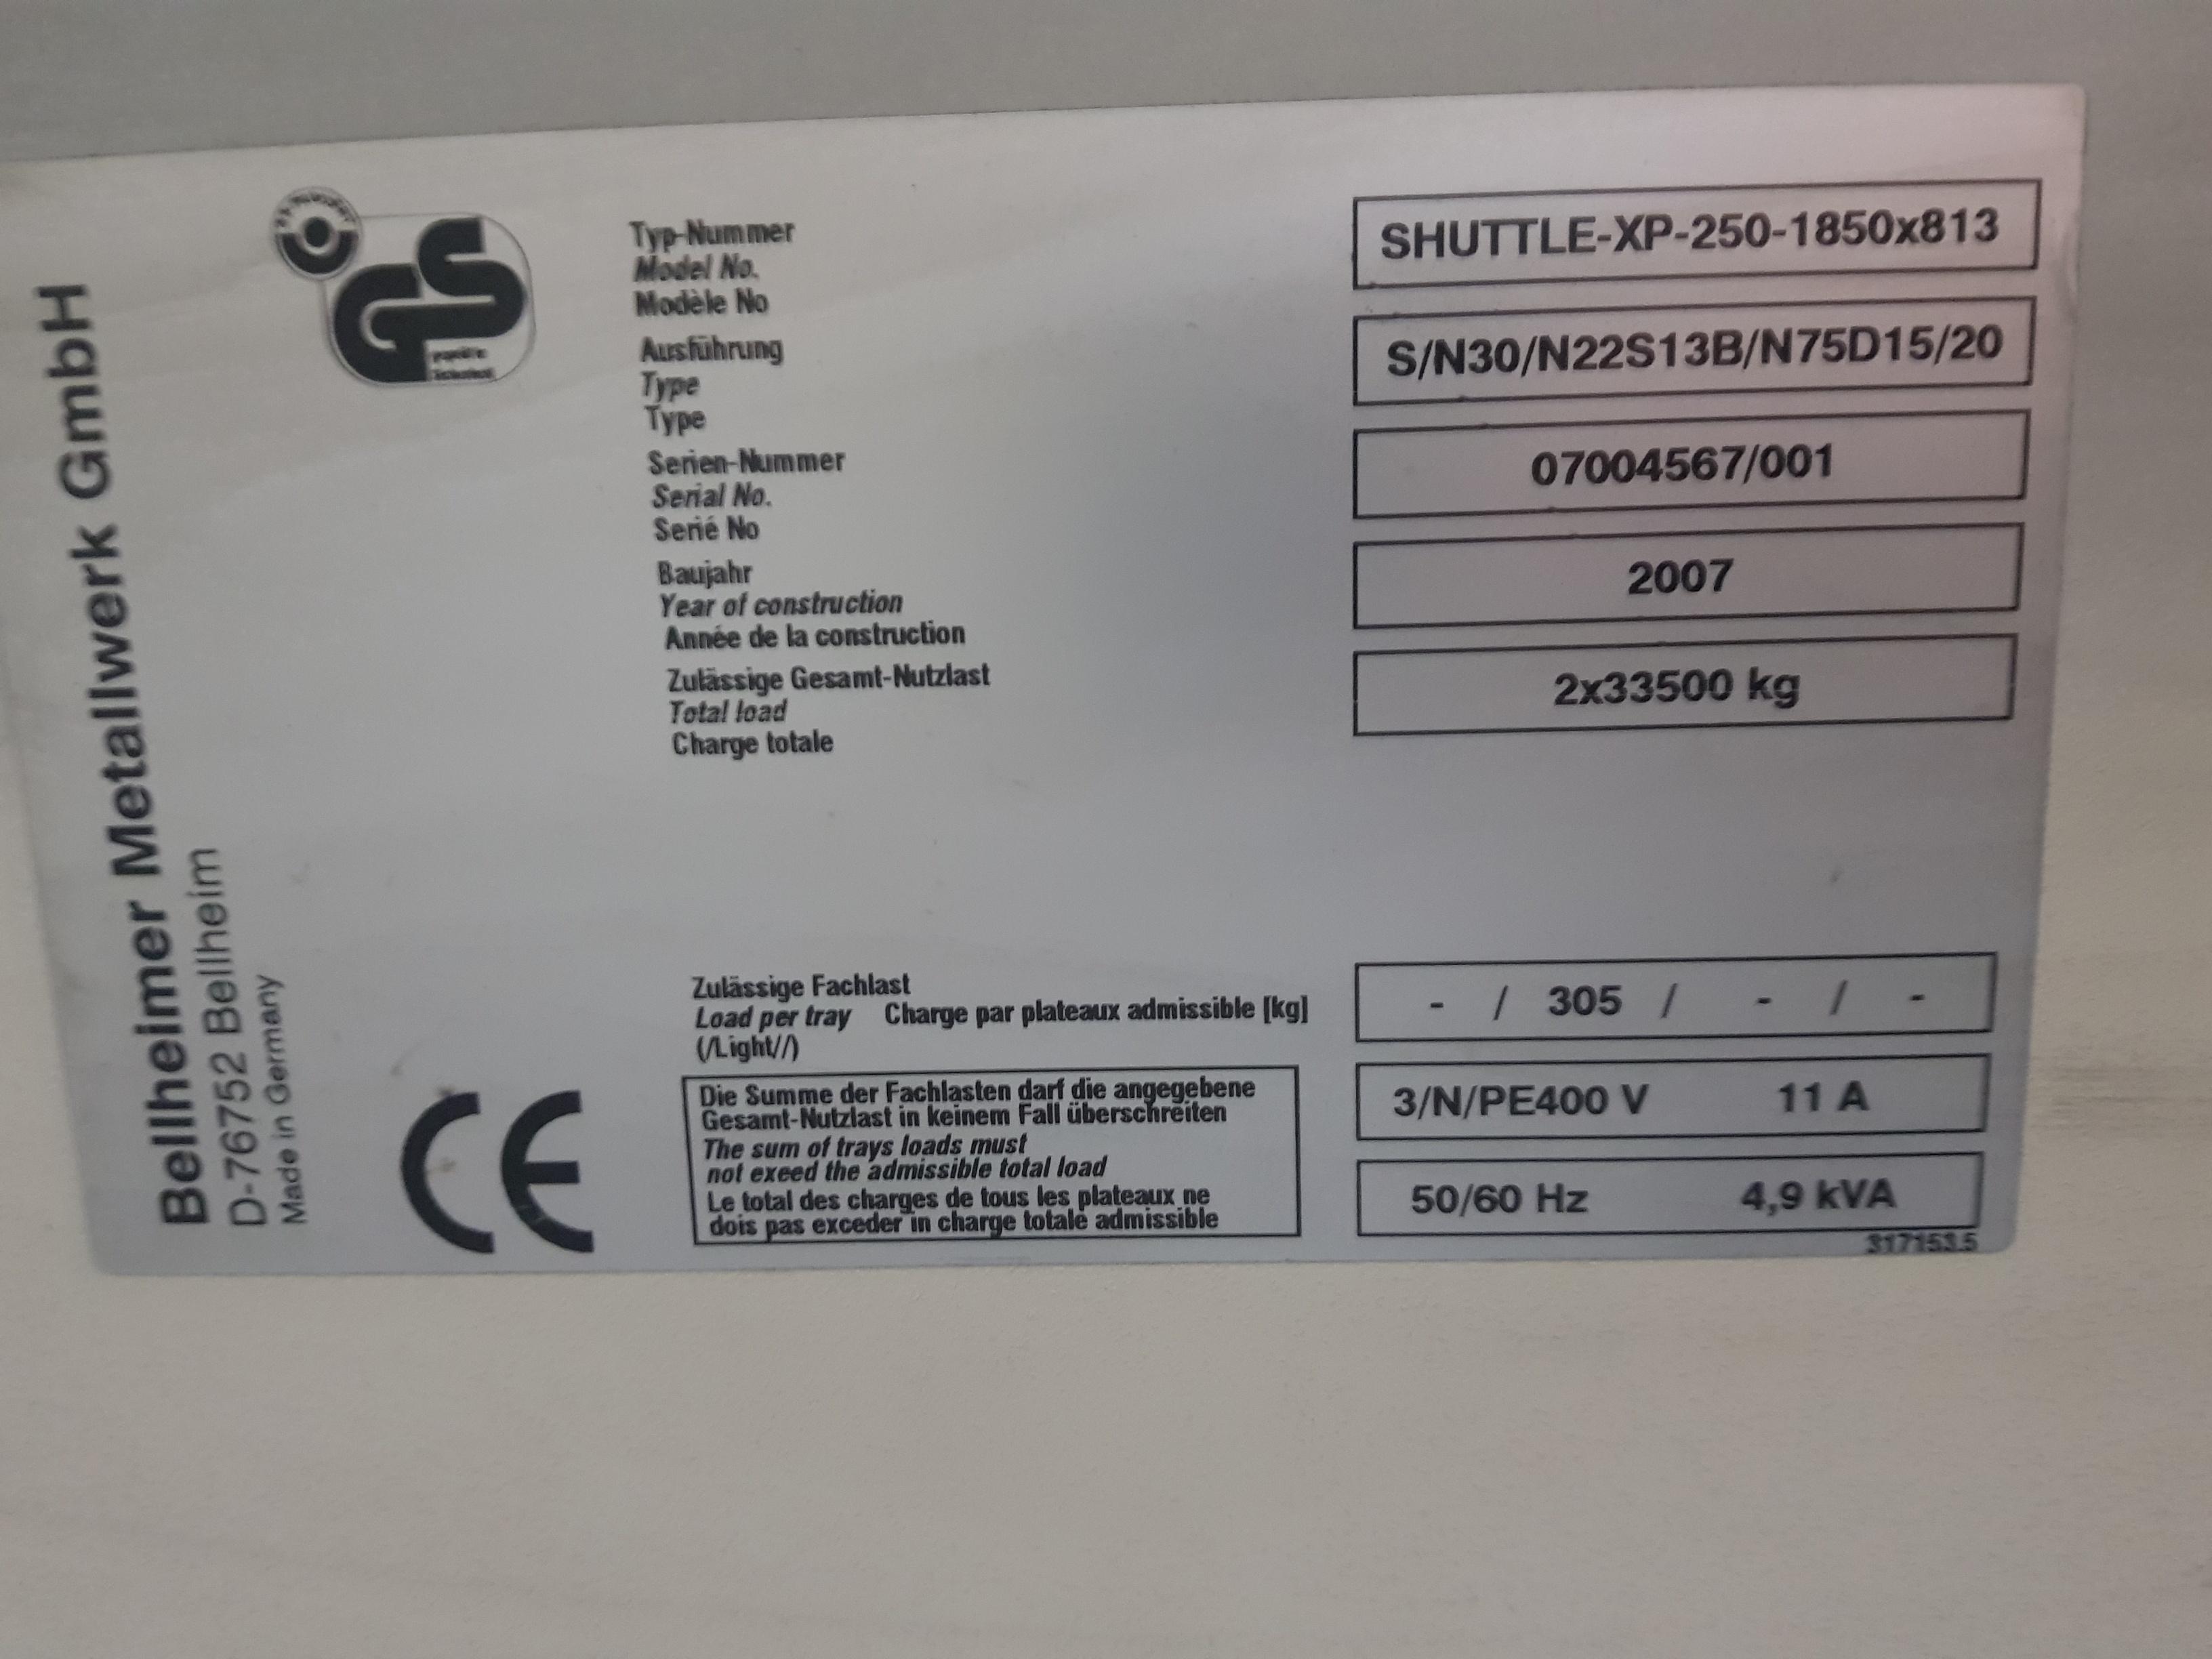 Bellheimer Metallwerk GmbH
D-76752 Bellheim
Made in Germany
GS
CE
Typ-Nummer
Model No.
Modèle No
SHUTTLE-XP-250-1850x813
Ausführung
Type
Type
S/N30/N22S13B/N75D15/20
Serien-Nummer
Serial No.
Serié No
07004567/001
Baujahr
Year of construction
Année de la construction
2007
Zulässige Gesamt-Nutzlast
Total load
Charge totale
2x33500 kg
Zulässige Fachlast
Load per tray Charge par plateaux admissible [kg]
(/Light//)
- / 305 / - / -
Die Summe der Fachlasten darf die angegebene
Gesamt-Nutzlast in keinem Fall überschreiten
The sum of trays loads must
not exeed the admissible total load
Le total des charges de tous les plateaux ne
dois pas exceder in charge totale admissible
3/N/PE400 V 11 A
50/60 Hz 4,9 kVA
317153.5